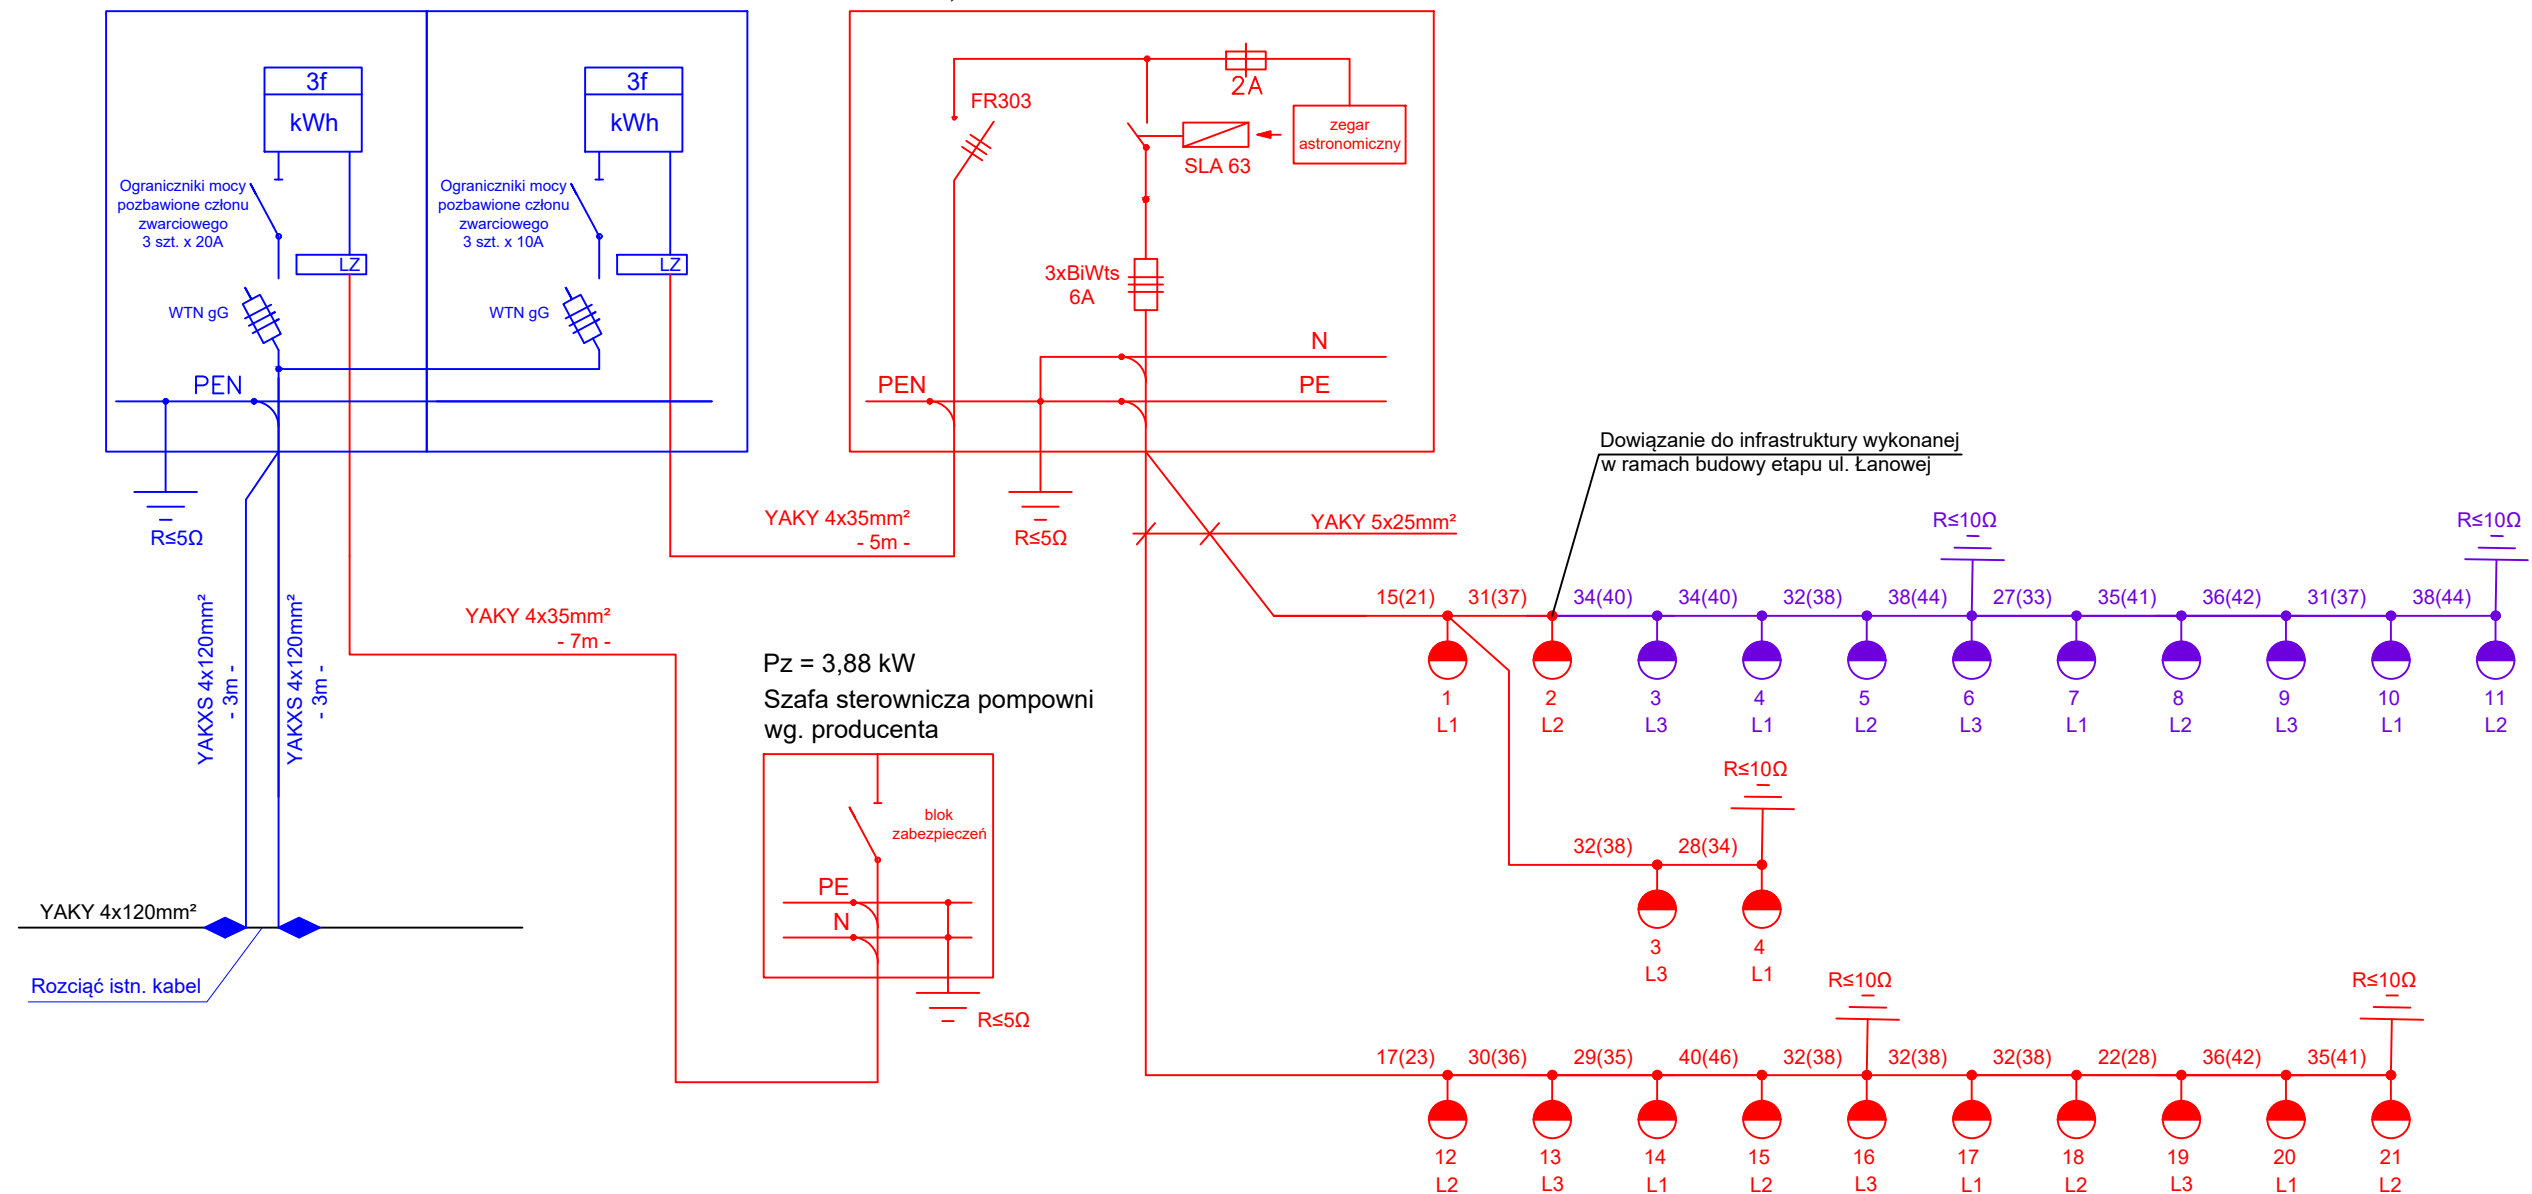 3f
kWh
Ograniczniki mocy
pozbawione członu
zwarciowego
3 szt. x 20A
LZ
WTN gG
PEN
R≤5Ω
3f
kWh
Ograniczniki mocy
pozbawione członu
zwarciowego
3 szt. x 10A
LZ
WTN gG
FR303
2A
zegar
astronomiczny
SLA 63
3xBiWts
6A
N
PEN
PE
R≤5Ω
YAKY 4x35mm²
- 5m -
YAKY 5x25mm²
Dowiązanie do infrastruktury wykonanej
w ramach budowy etapu ul. Łanowej
YAKXS 4x120mm²
- 3m -
YAKXS 4x120mm²
- 3m -
YAKY 4x35mm²
- 7m -
YAKY 4x120mm²
Rozciąć istn. kabel
Pz = 3,88 kW
Szafa sterownicza pompowni
wg. producenta
blok
zabezpieczeń
PE
N
R≤5Ω
R≤10Ω R≤10Ω
15(21) 31(37) 34(40) 34(40) 32(38) 38(44) 27(33) 35(41) 36(42) 31(37) 38(44)
1 2 3 4 5 6 7 8 9 10 11
L1 L2 L3 L1 L2 L3 L1 L2 L3 L1 L2
R≤10Ω
32(38) 28(34)
3 4
L3 L1
R≤10Ω R≤10Ω
17(23) 30(36) 29(35) 40(46) 32(38) 32(38) 32(38) 22(28) 36(42) 35(41)
12 13 14 15 16 17 18 19 20 21
L2 L3 L1 L2 L3 L1 L2 L3 L1 L2